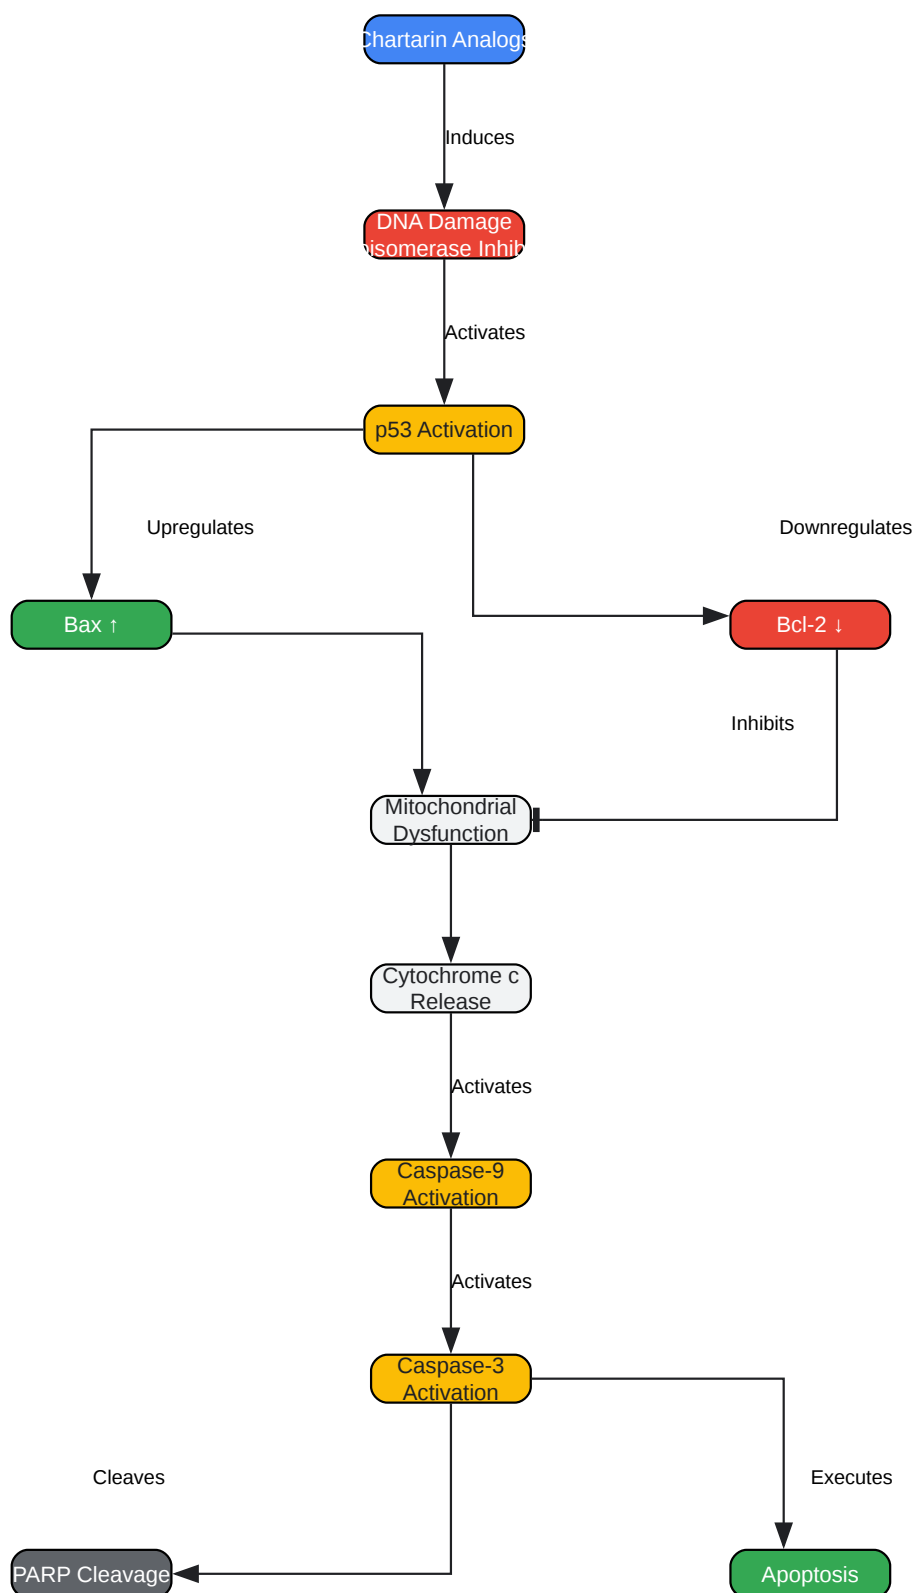 Chartarin Analogs
Induces
DNA Damage
oisomerase Inhib
Activates
p53 Activation
Upregulates
Downregulates
Bax ↑
Bcl-2 ↓
Inhibits
Mitochondrial
Dysfunction
Cytochrome c
Release
Activates
Caspase-9
Activation
Activates
Caspase-3
Activation
Cleaves
Executes
PARP Cleavage
Apoptosis